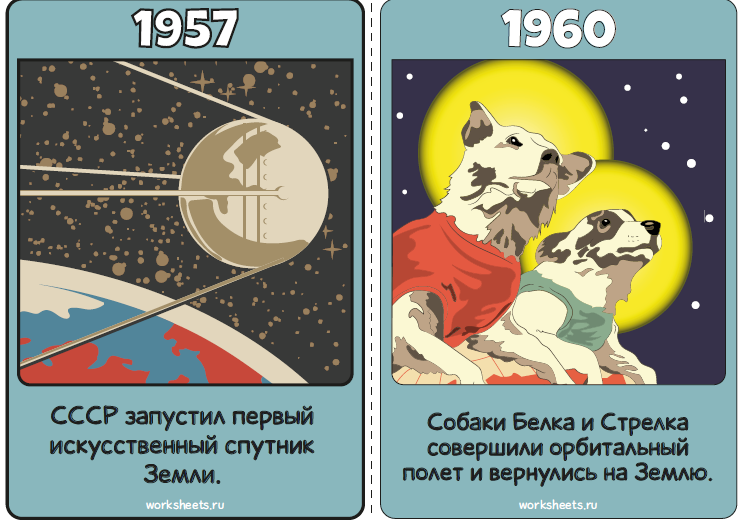 1957
СССР запустил первый
искусственный спутник
Земли.
worksheets.ru
1960
Собаки Белка и Стрелка
совершили орбитальный
полет и вернулись на Землю.
worksheets.ru